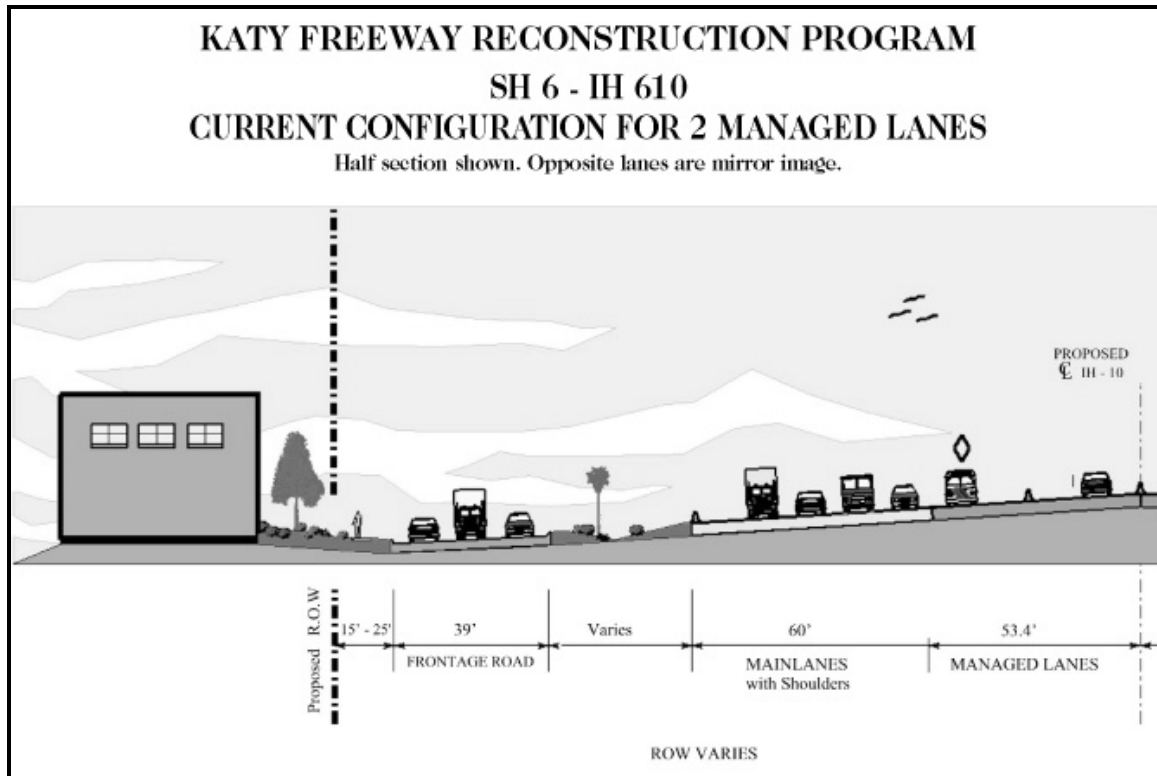 KATY FREEWAY RECONSTRUCTION PROGRAM
SH 6 - IH 610
CURRENT CONFIGURATION FOR 2 MANAGED LANES
Half section shown. Opposite lanes are mirror image.
PROPOSED
℄ IH - 10
Proposed R.O.W
15' - 25'
39'
Varies
60'
53.4'
FRONTAGE ROAD
MAINLANES
with Shoulders
MANAGED LANES
ROW VARIES